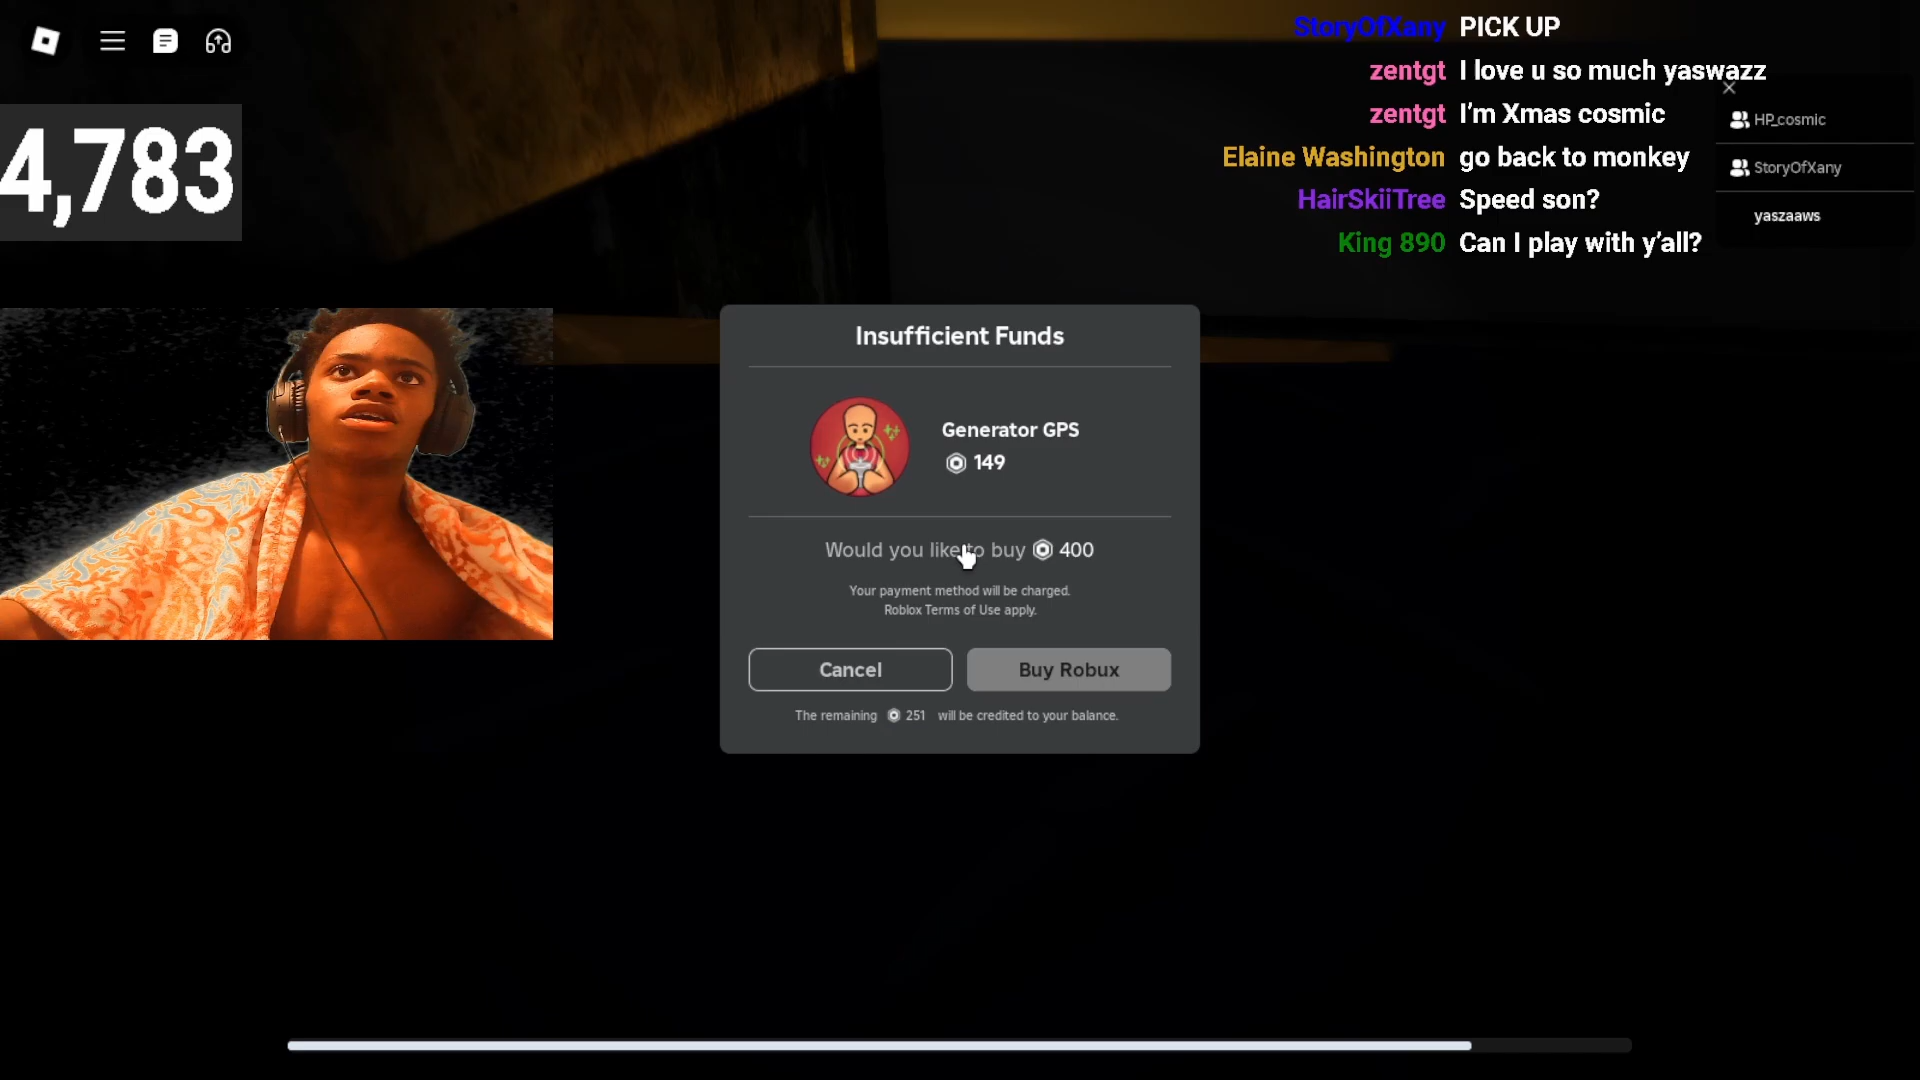 StoryOfXany PICK UP
zentgt I love u so much yaswazz
zentgt I’m Xmas cosmic
Elaine Washington go back to monkey
HairSkiiTree Speed son?
King 890 Can I play with y’all?
HP_cosmic
StoryOfXany
yaszaaws
4,783
Insufficient Funds
Generator GPS
149
Would you like to buy 400
Your payment method will be charged.
Roblox Terms of Use apply.
Cancel
Buy Robux
The remaining 251 will be credited to your balance.